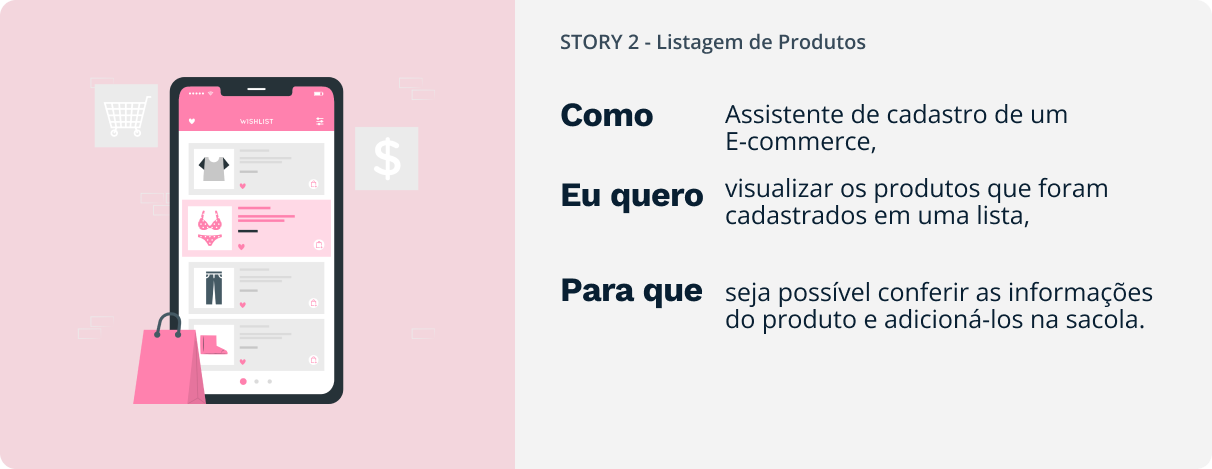 STORY 2 - Listagem de Produtos
Como
Assistente de cadastro de um
E-commerce,
Eu quero
visualizar os produtos que foram
cadastrados em uma lista,
Para que
seja possível conferir as informações
do produto e adicioná-los na sacola.
WISHLIST
$